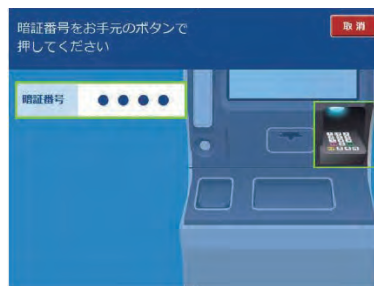 暗証番号をお手元のボタンで
押してください
取消
暗証番号